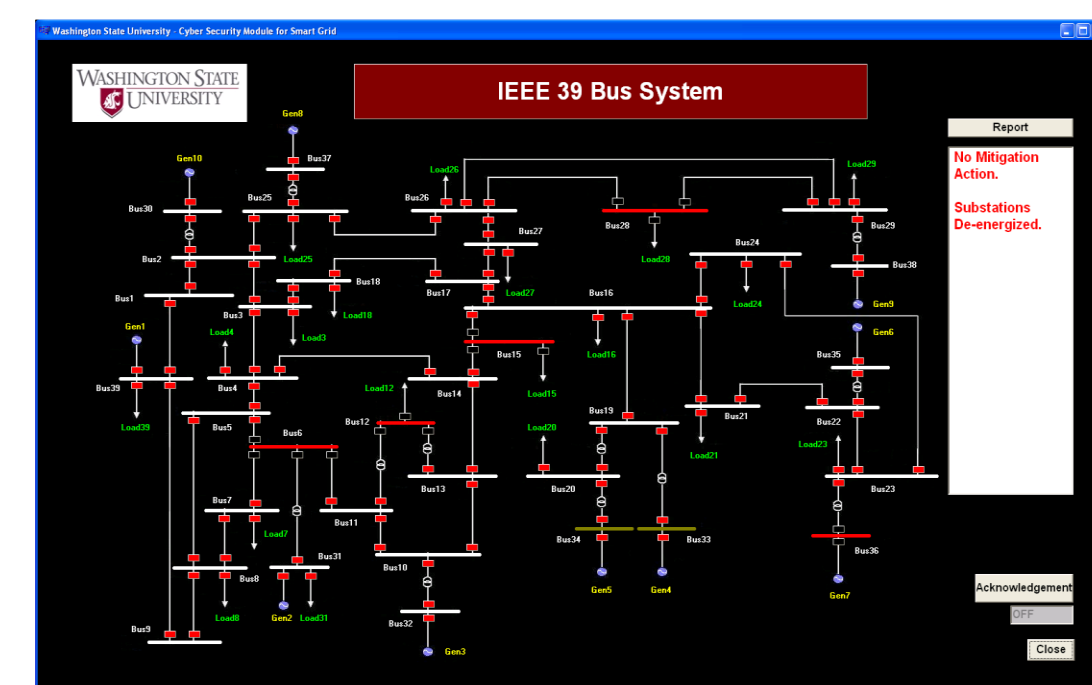 Washington State University - Cyber Security Module for Smart Grid
WASHINGTON STATE
UNIVERSITY
IEEE 39 Bus System
Gen8
Report
Gen10
Bus37
Load26
Load29
No Mitigation
Action.
Substations
De-energized.
Bus30
Bus25
Bus26
Bus28
Bus29
Bus27
Bus24
Bus2
Load25
Load28
Bus38
Bus18
Bus17
Load27
Bus16
Load24
Gen9
Bus1
Bus3
Load18
Gen1
Load4
Load3
Load16
Gen6
Bus15
Bus35
Bus39
Bus4
Load12
Bus14
Load15
Load39
Bus5
Bus6
Bus12
Load20
Bus19
Bus21
Bus22
Load23
Load21
Bus13
Bus20
Bus23
Bus7
Bus11
Load7
Bus34
Bus33
Bus36
Bus31
Bus10
Bus8
Gen5
Gen4
Gen7
Acknowledgement
OFF
Load8
Gen2
Load31
Bus32
Bus9
Gen3
Close